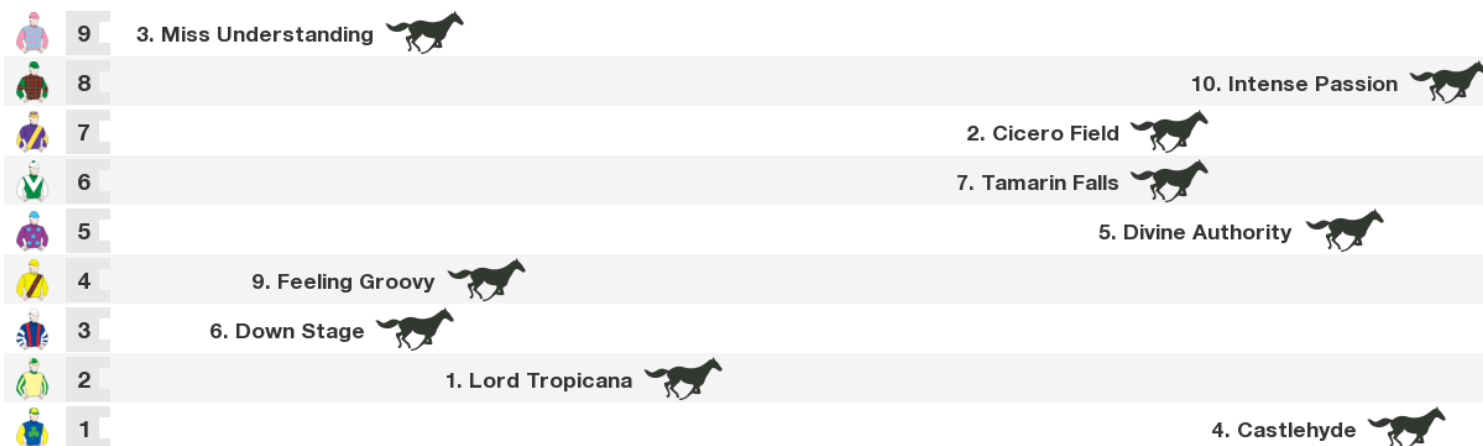 9 3. Miss Understanding
8 10. Intense Passion
7 2. Cicero Field
6 7. Tamarin Falls
5 5. Divine Authority
4 9. Feeling Groovy
3 6. Down Stage
2 1. Lord Tropicana
1 4. Castlehyde